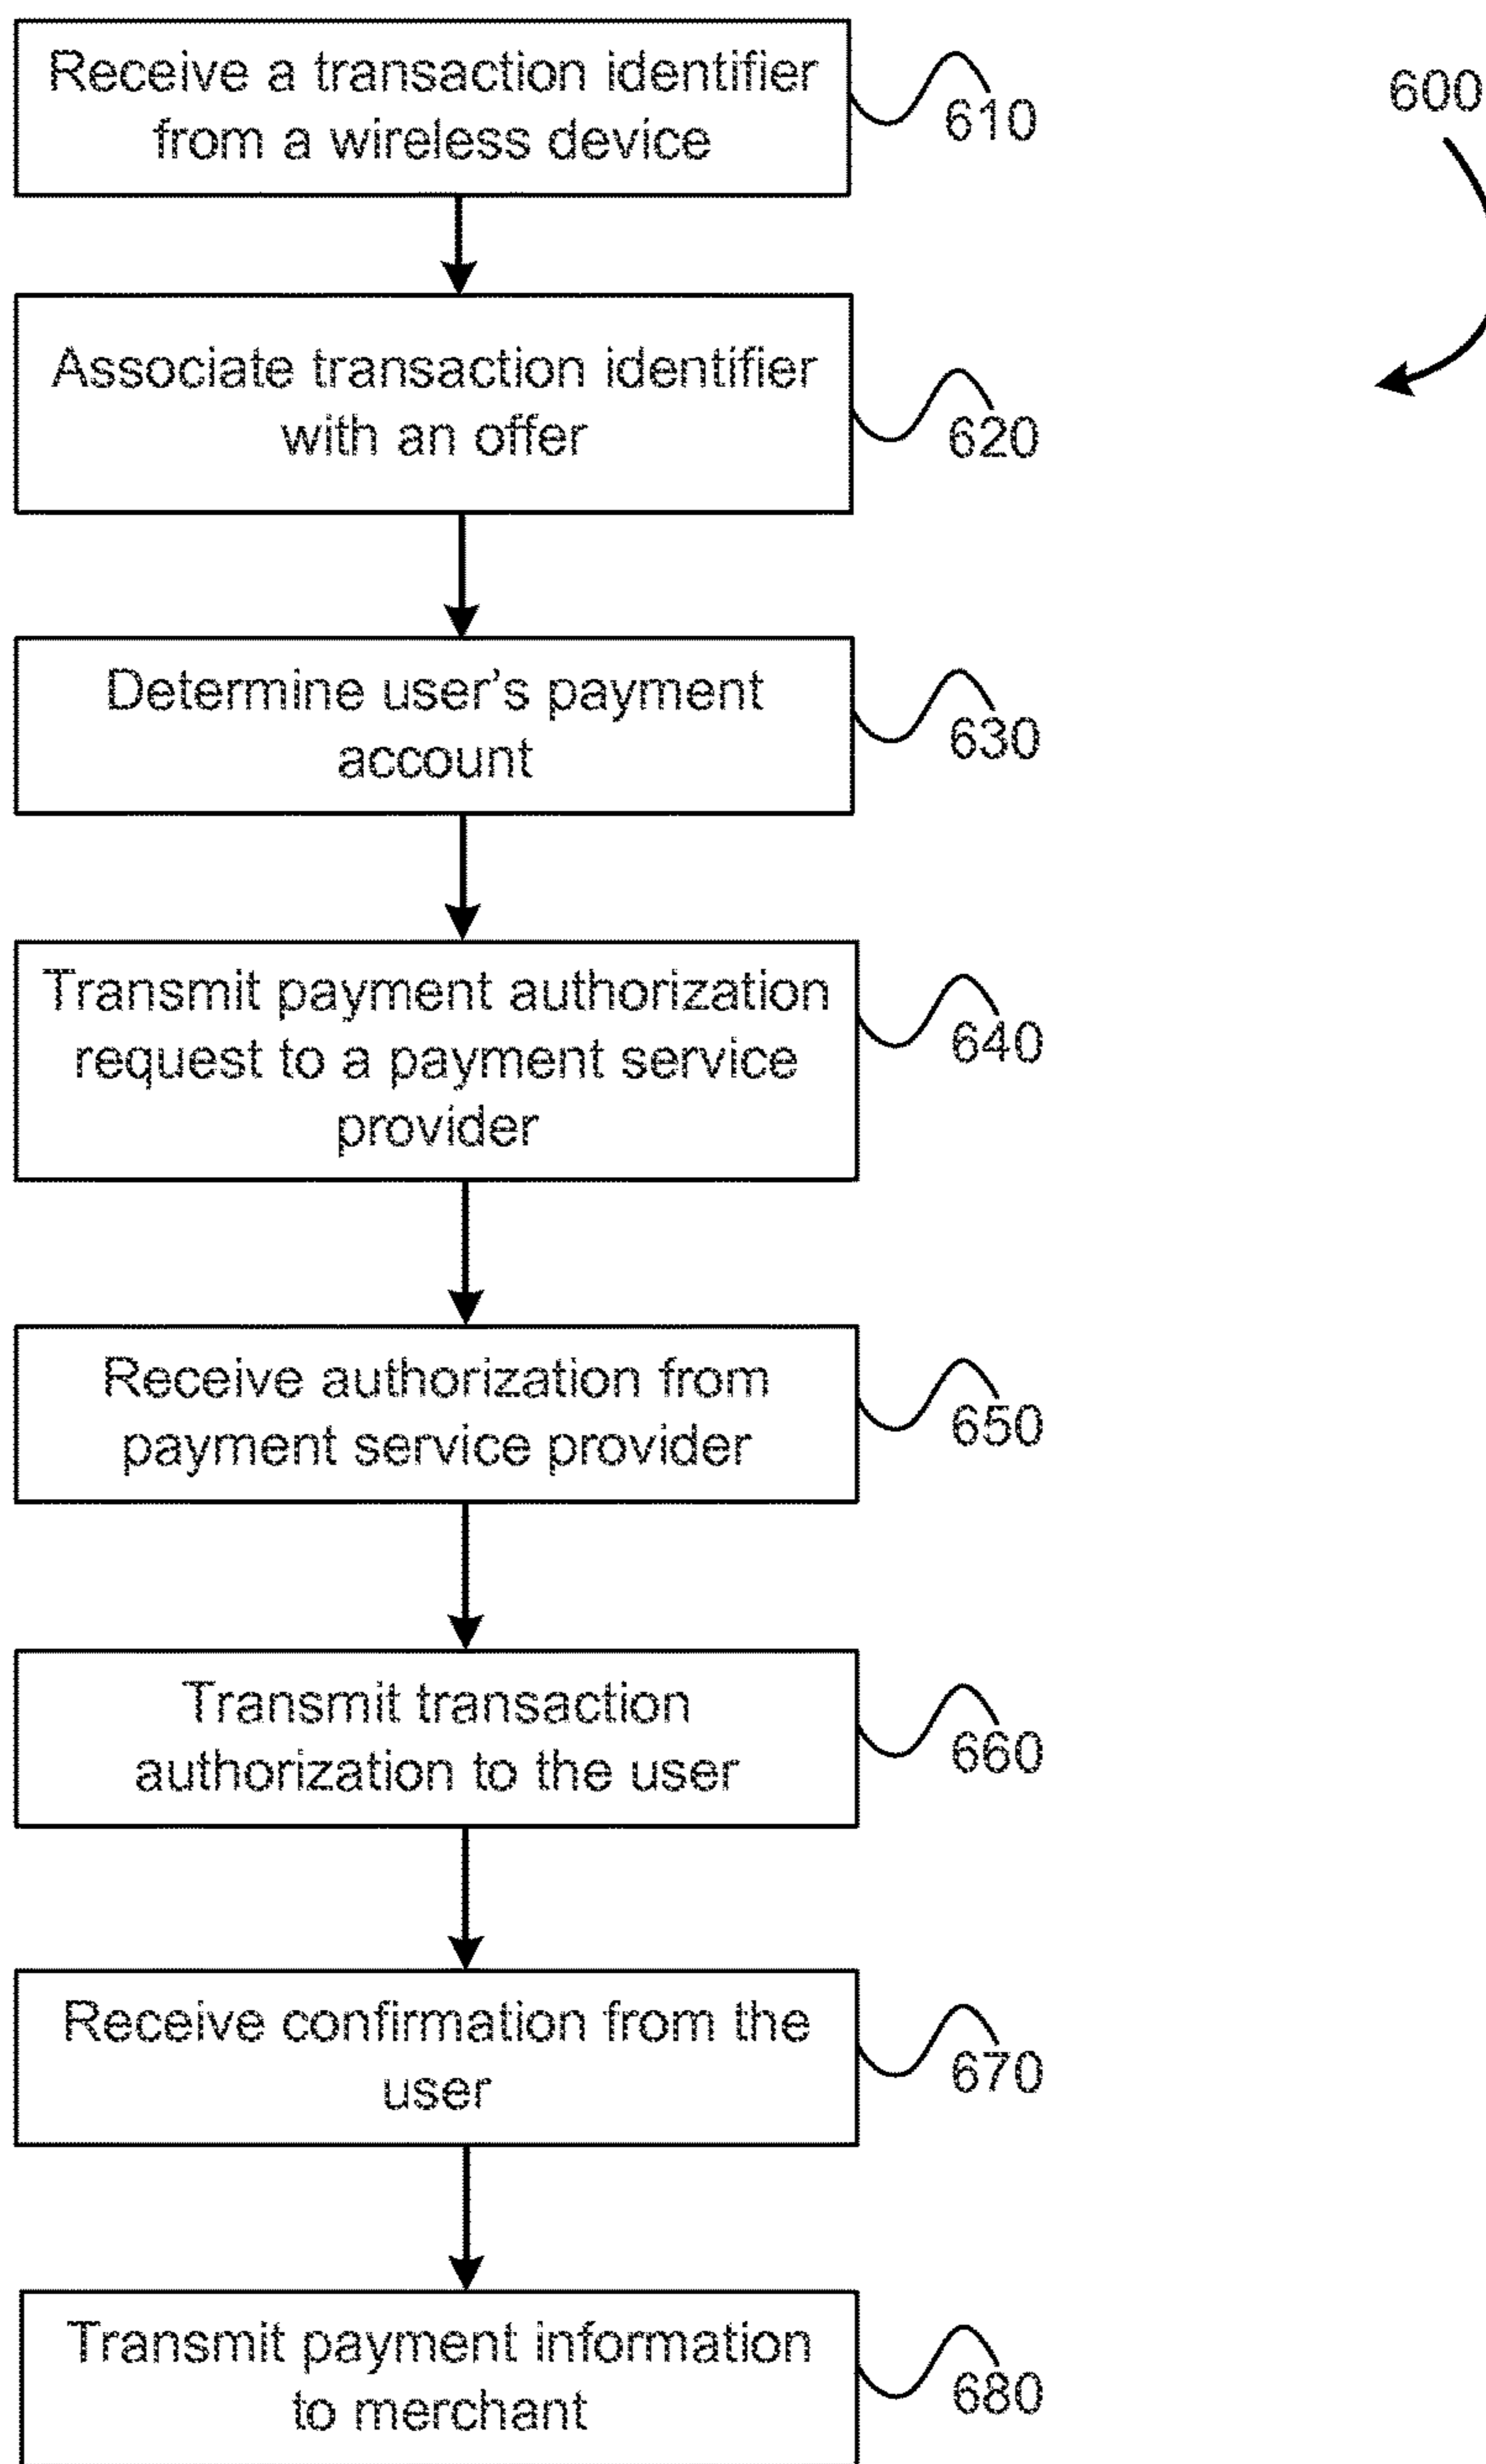 Receive a transaction identifier
from a wireless device
610
600
Associate transaction identifier
with an offer
620
Determine user's payment
account
630
Transmit payment authorization
request to a payment service
provider
640
Receive authorization from
payment service provider
650
Transmit transaction
authorization to the user
660
Receive confirmation from the
user
670
Transmit payment information
to merchant
680